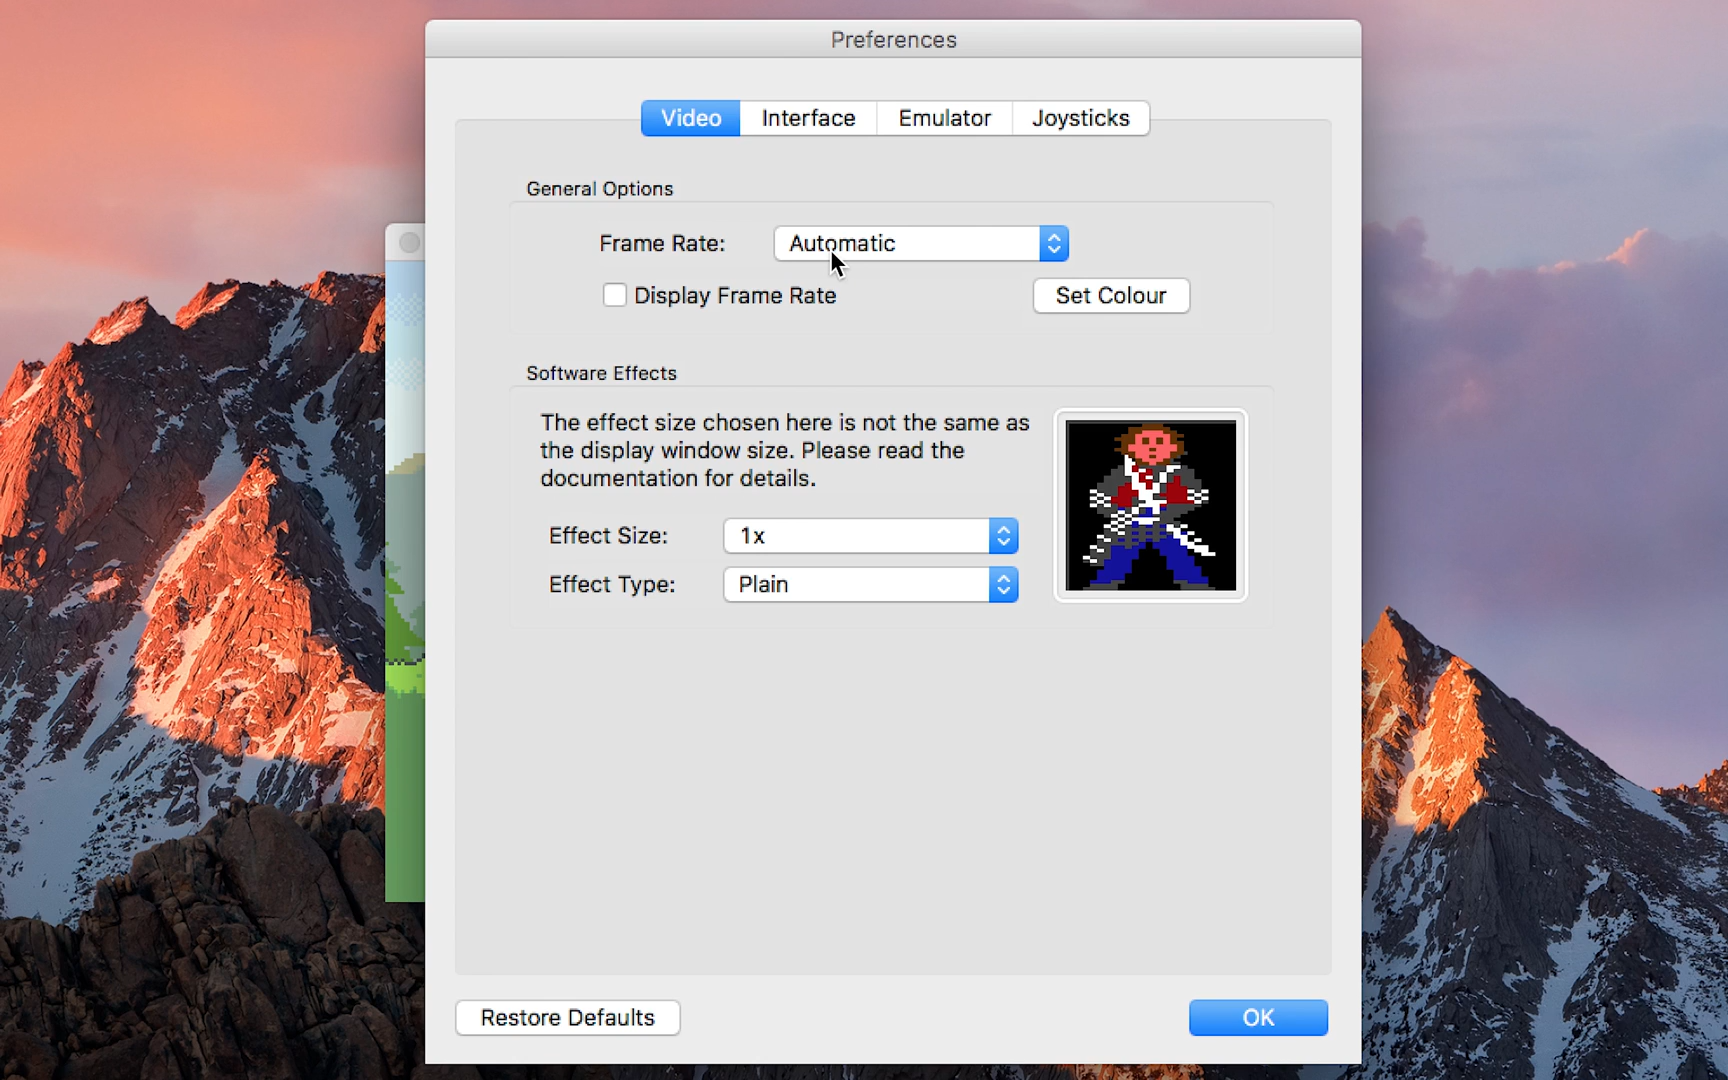 Preferences
Video Interface Emulator Joysticks
General Options
Frame Rate: Automatic
Display Frame Rate Set Colour
Software Effects
The effect size chosen here is not the same as
the display window size. Please read the
documentation for details.
Effect Size: 1x
Effect Type: Plain
Restore Defaults OK